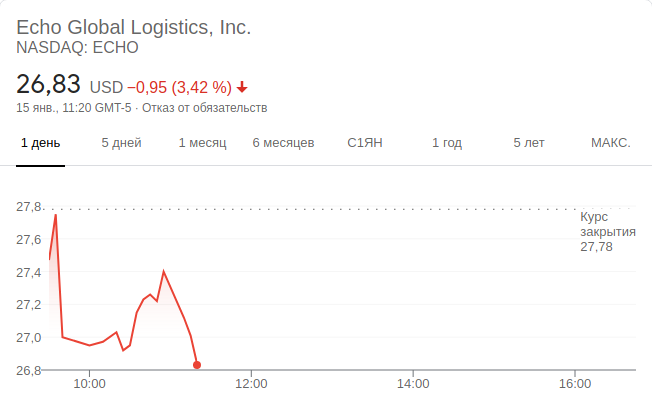 Echo Global Logistics, Inc.
NASDAQ: ECHO
26,83 USD −0,95 (3,42 %)
15 янв., 11:20 GMT-5 · Отказ от обязательств
1 день 5 дней 1 месяц 6 месяцев С1ЯН 1 год 5 лет МАКС.
27,8
Курс
закрытия
27,78
27,6
27,4
27,2
27,0
26,8
10:00 12:00 14:00 16:00